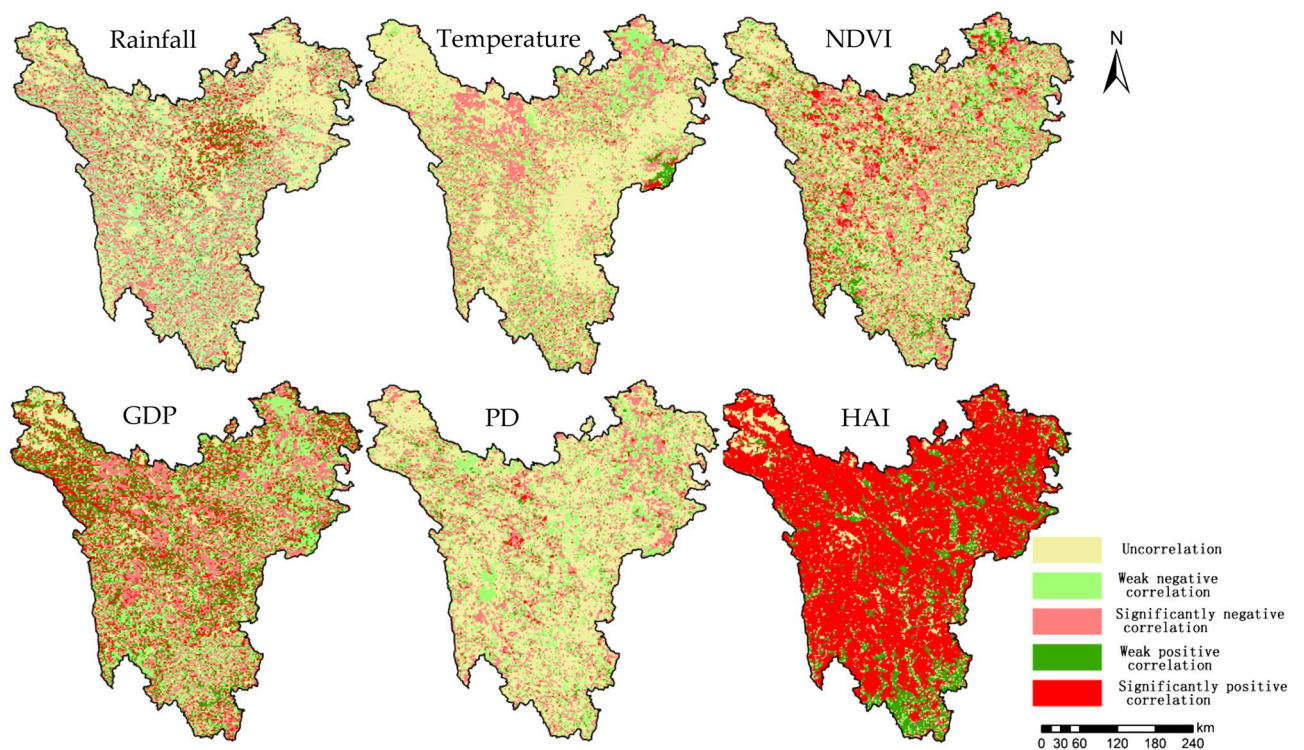 Rainfall
Temperature
NDVI
N
GDP
PD
HAI
Uncorrelation
Weak negative
correlation
Significantly negative
correlation
Weak positive
correlation
Significantly positive
correlation
km
0 30 60 120 180 240